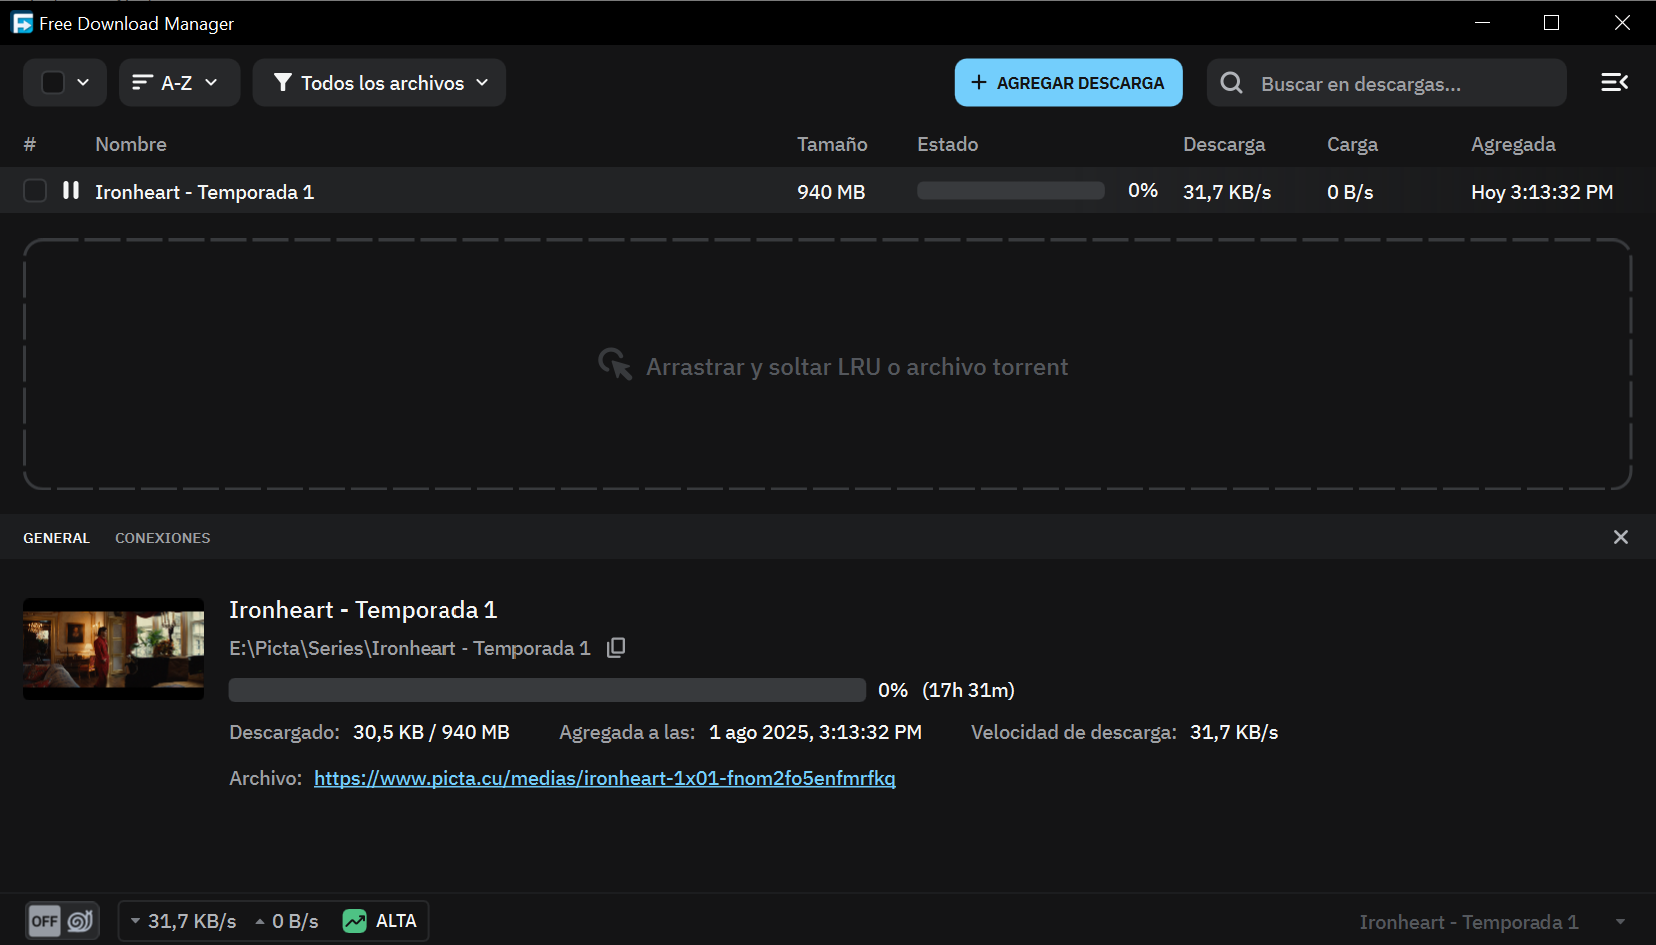 Free Download Manager
A-Z
Todos los archivos
+ AGREGAR DESCARGA
Buscar en descargas...
# Nombre Tamaño Estado Descarga Carga Agregada
Ironheart - Temporada 1 940 MB 0% 31,7 KB/s 0 B/s Hoy 3:13:32 PM
Arrastrar y soltar LRU o archivo torrent
GENERAL CONEXIONES
Ironheart - Temporada 1
E:\Picta\Series\Ironheart - Temporada 1
0% (17h 31m)
Descargado: 30,5 KB / 940 MB Agregada a las: 1 ago 2025, 3:13:32 PM Velocidad de descarga: 31,7 KB/s
Archivo: https://www.picta.cu/medias/ironheart-1x01-fnom2fo5enfmrfkq
OFF 31,7 KB/s 0 B/s ALTA Ironheart - Temporada 1